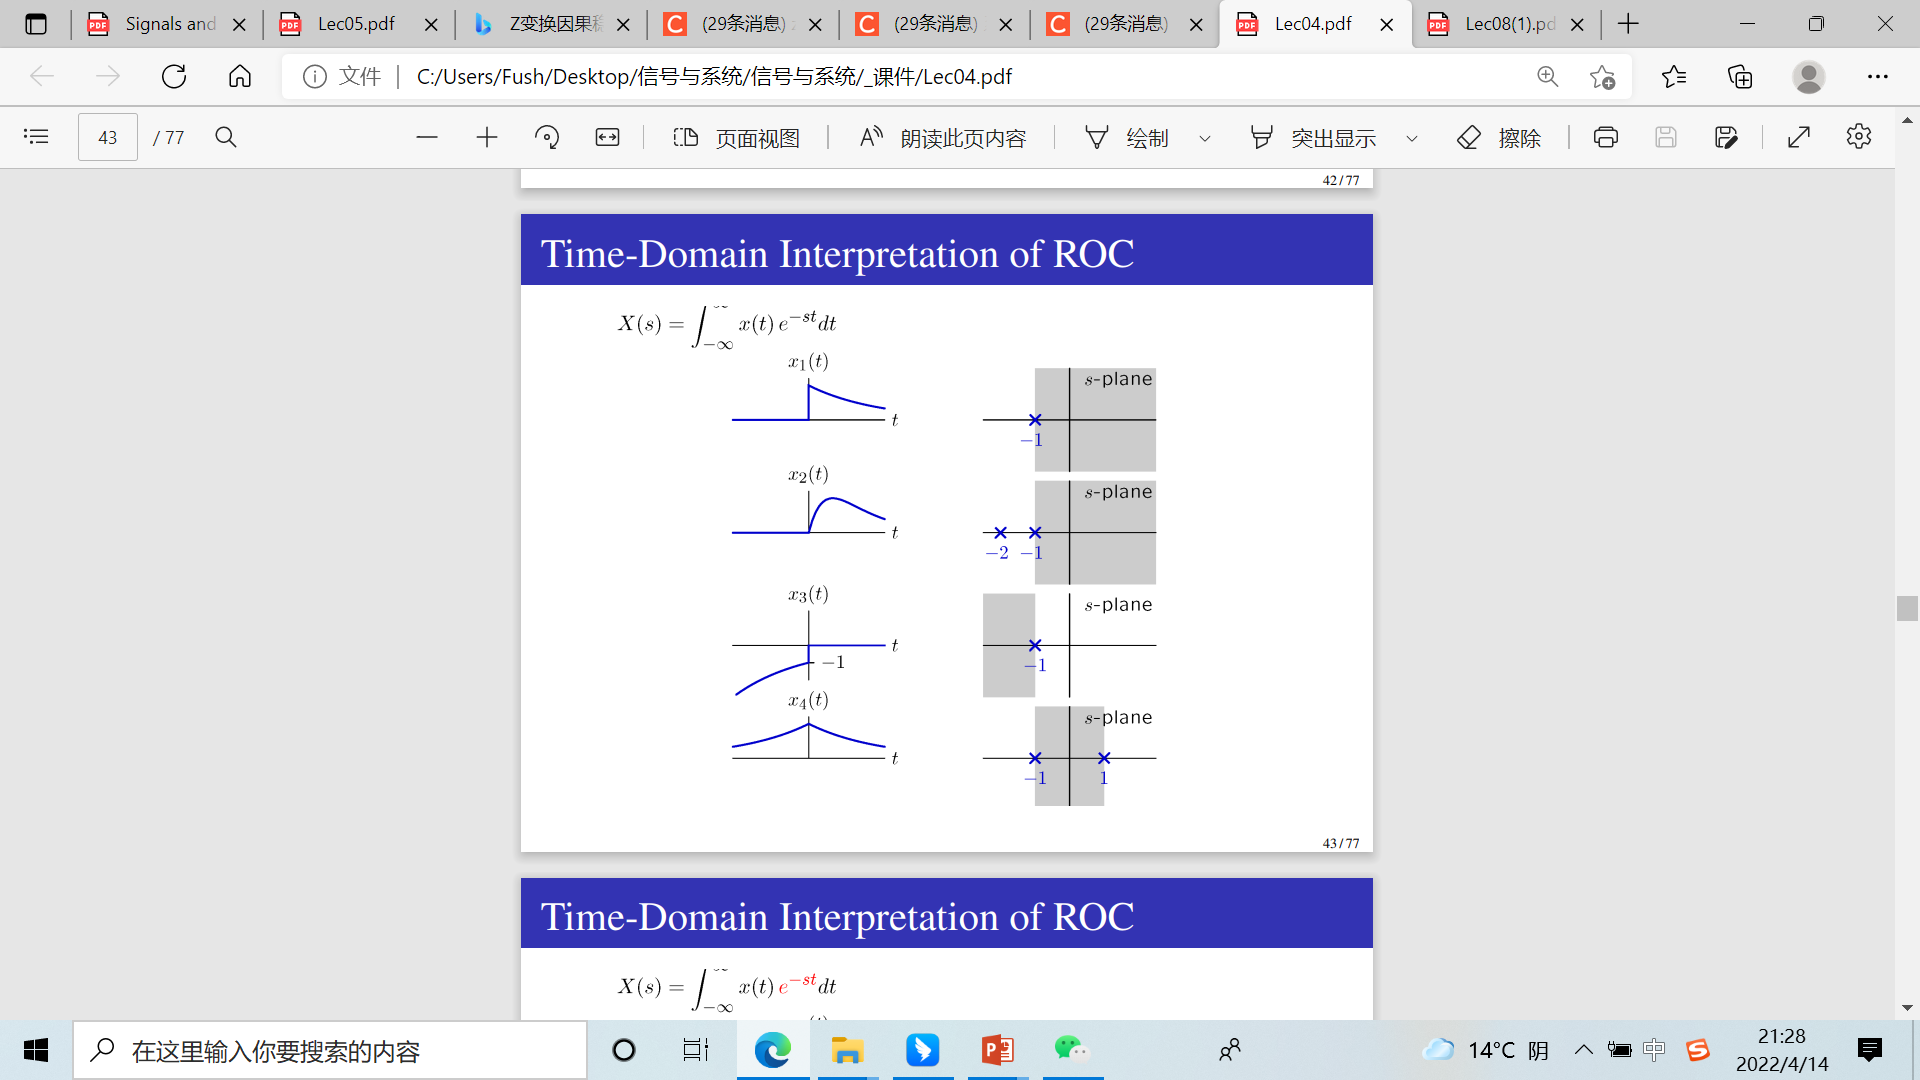 Signals and
Lec05.pdf
Z变换因果稳
(29条消息)
(29条消息)
(29条消息)
Lec04.pdf
Lec08(1).pd
文件
C:/Users/Fush/Desktop/信号与系统/信号与系统/_课件/Lec04.pdf
43
/ 77
页面视图
朗读此页内容
绘制
突出显示
擦除
42/77
Time-Domain Interpretation of ROC
X(s) = ∫_{-∞} x(t) e^{-st} dt
x1(t)
t
s-plane
−1
x2(t)
t
s-plane
−2 −1
x3(t)
t
−1
s-plane
−1
x4(t)
t
s-plane
−1 1
43/77
Time-Domain Interpretation of ROC
X(s) = ∫_{-∞} x(t) e^{-st} dt
在这里输入你要搜索的内容
14°C 阴
中
21:28
2022/4/14